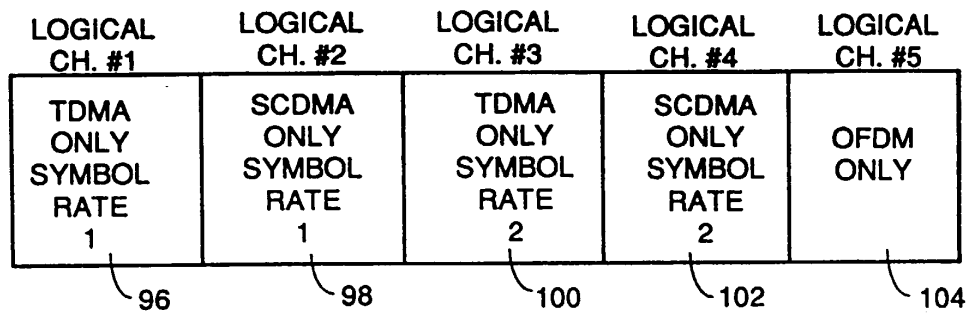 LOGICAL CH. #1
LOGICAL CH. #2
LOGICAL CH. #3
LOGICAL CH. #4
LOGICAL CH. #5
TDMA
ONLY
SYMBOL
RATE
1
SCDMA
ONLY
SYMBOL
RATE
1
TDMA
ONLY
SYMBOL
RATE
2
SCDMA
ONLY
SYMBOL
RATE
2
OFDM
ONLY
96
98
100
102
104